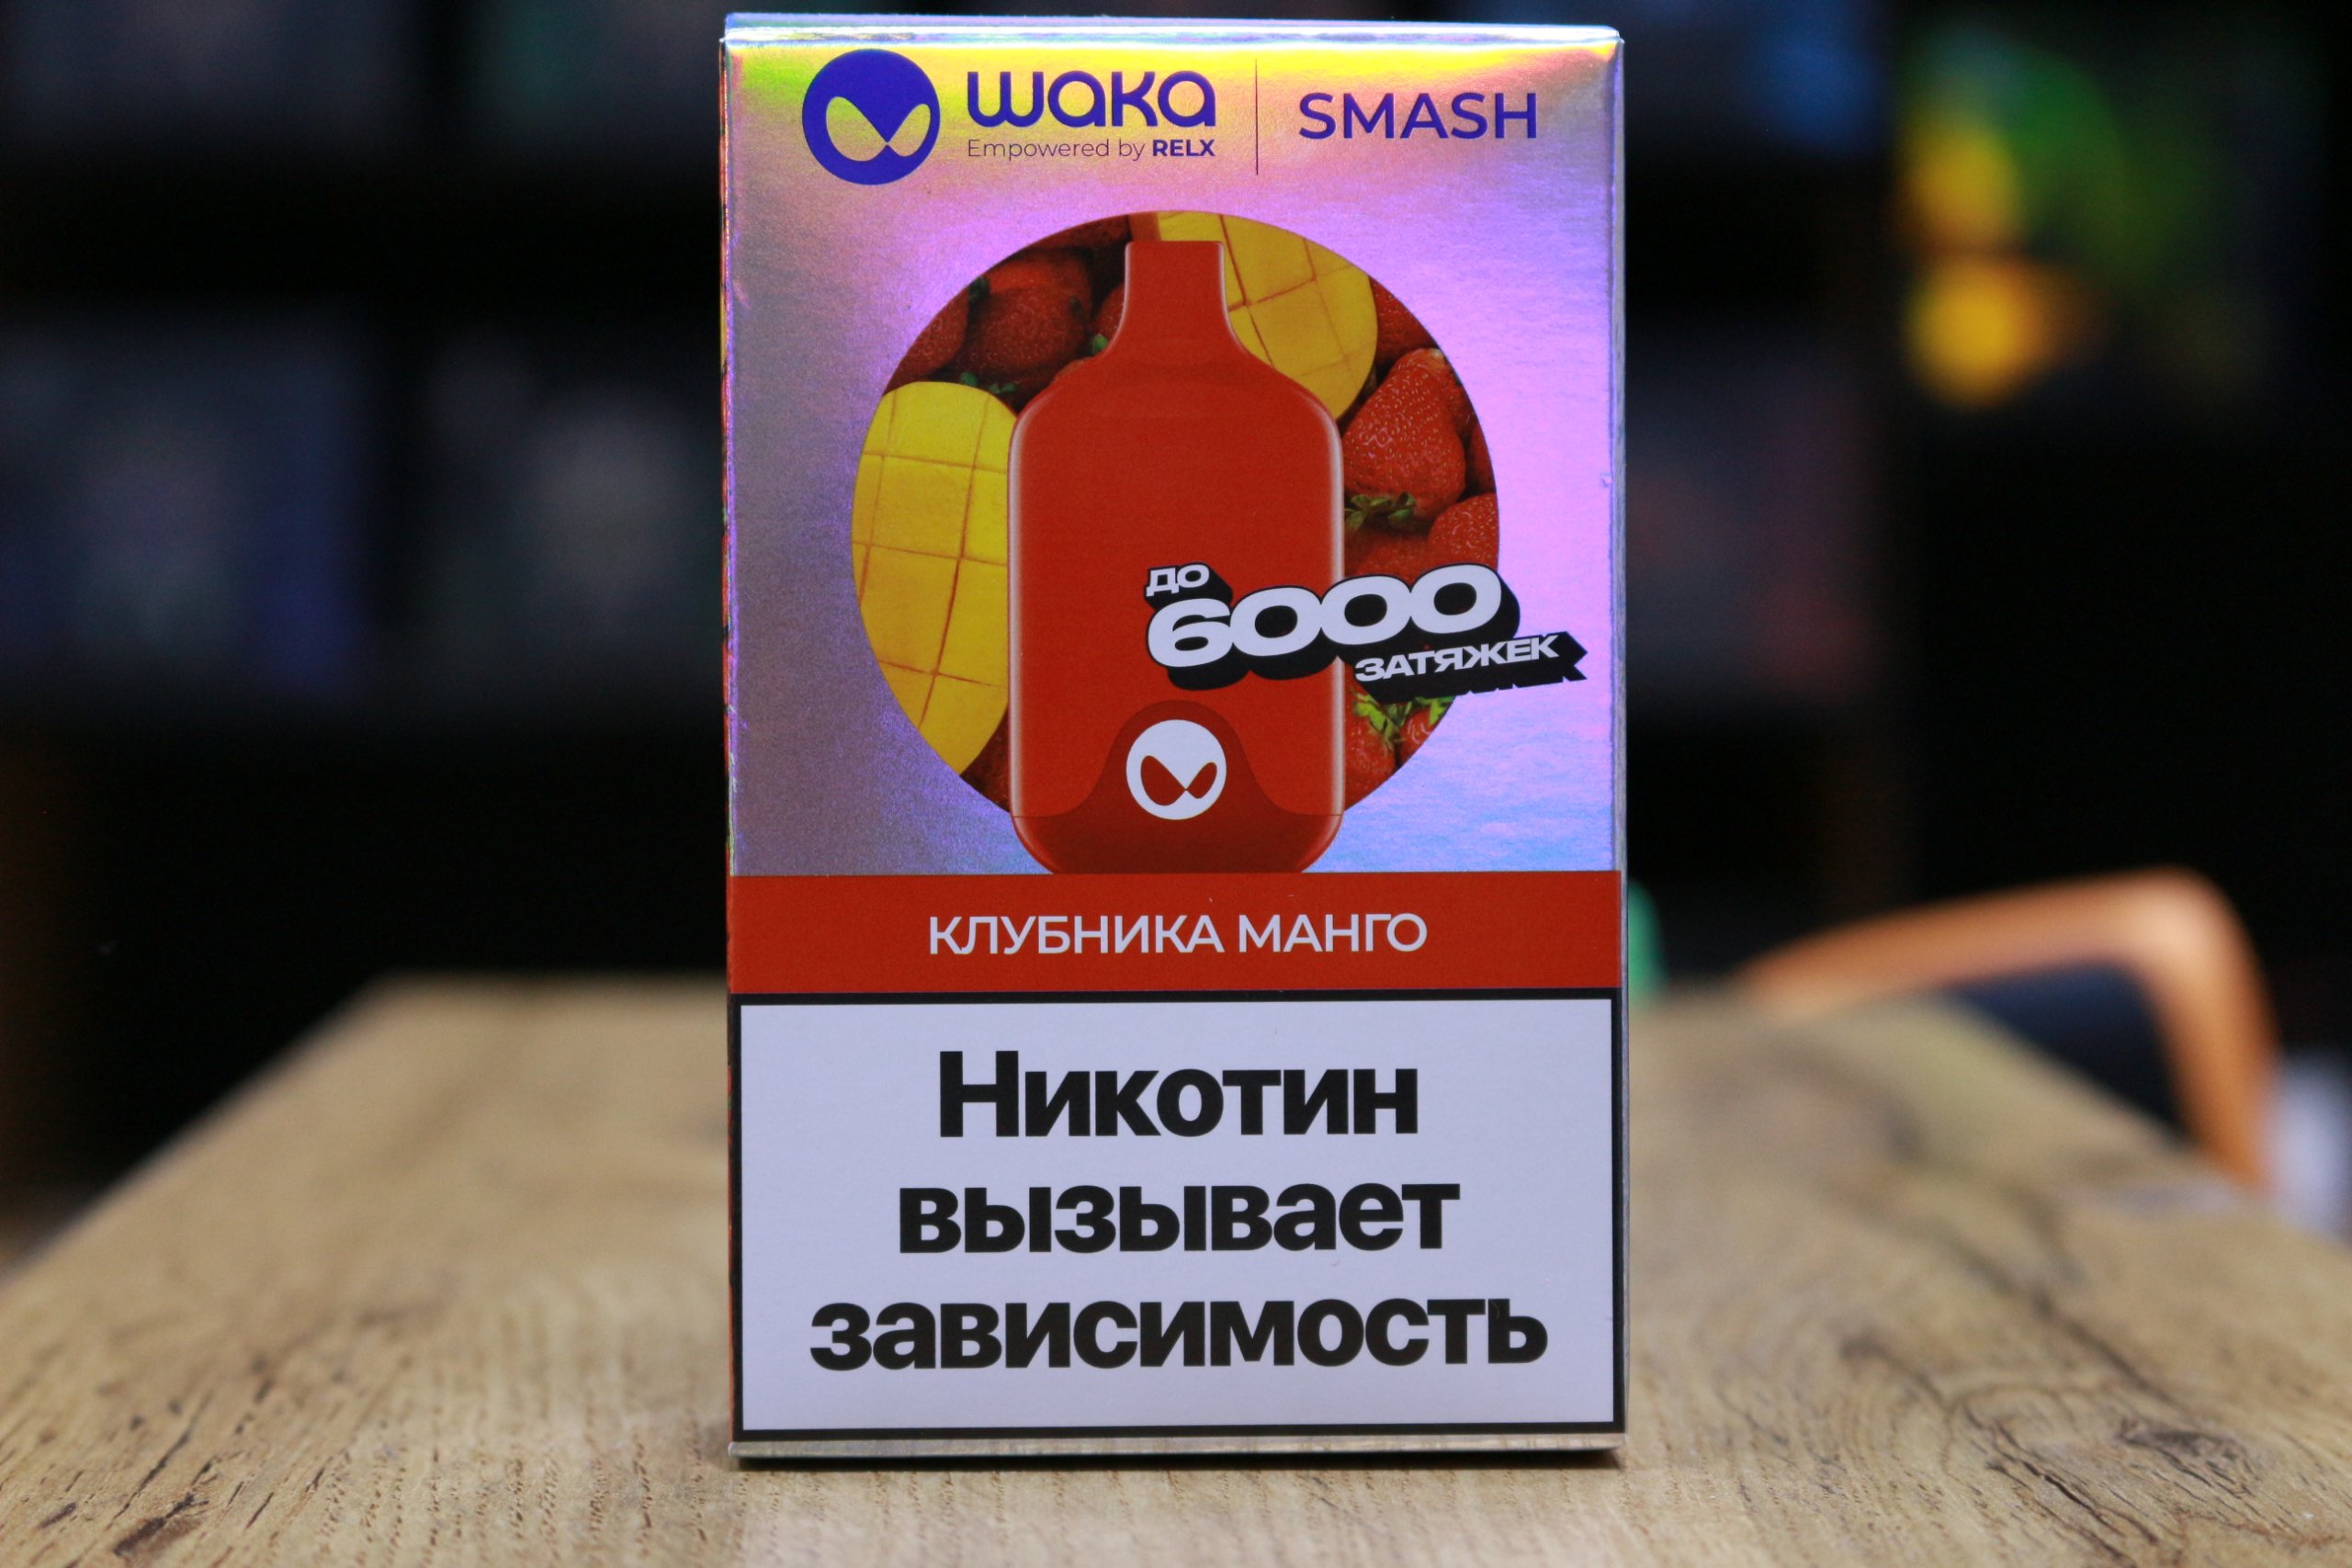 waka
Empowered by RELX
SMASH
ДО
6000
ЗАТЯЖЕК
КЛУБНИКА МАНГО
Никотин
вызывает
зависимость